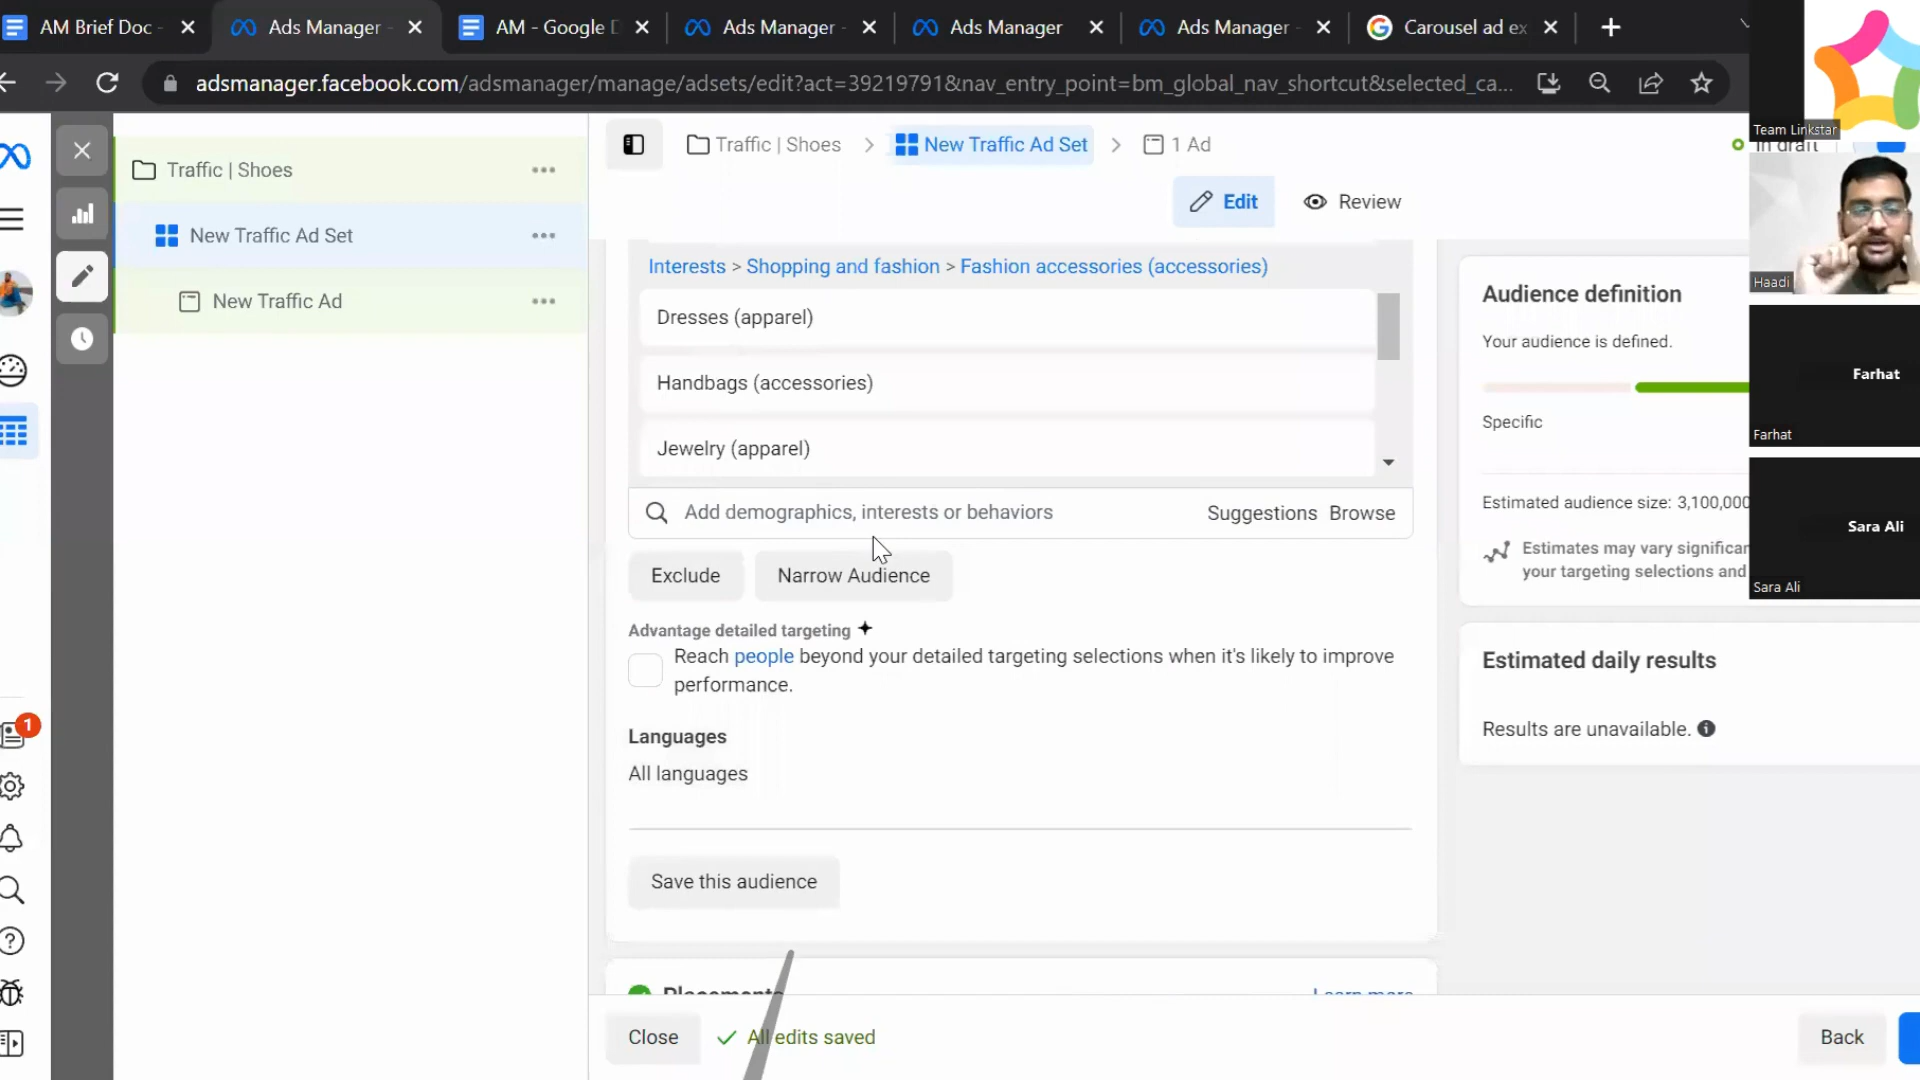 AM Brief Doc -
Ads Manager -
AM - Google D
Ads Manager -
Ads Manager
Ads Manager -
Carousel ad ex
adsmanager.facebook.com/adsmanager/manage/adsets/edit?act=39219791&nav_entry_point=bm_global_nav_shortcut&selected_ca...
Team Linkstar
Traffic | Shoes
New Traffic Ad Set
New Traffic Ad
Traffic | Shoes > New Traffic Ad Set > 1 Ad
In draft
Edit
Review
Interests > Shopping and fashion > Fashion accessories (accessories)
Dresses (apparel)
Handbags (accessories)
Jewelry (apparel)
Add demographics, interests or behaviors
Suggestions
Browse
Exclude
Narrow Audience
Advantage detailed targeting
Reach people beyond your detailed targeting selections when it's likely to improve
performance.
Languages
All languages
Save this audience
Placements
Learn more
Close
All edits saved
Back
Audience definition
Your audience is defined.
Specific
Estimated audience size: 3,100,000
Estimates may vary significan
your targeting selections and
Estimated daily results
Results are unavailable.
Haadi
Farhat
Farhat
Sara Ali
Sara Ali
1